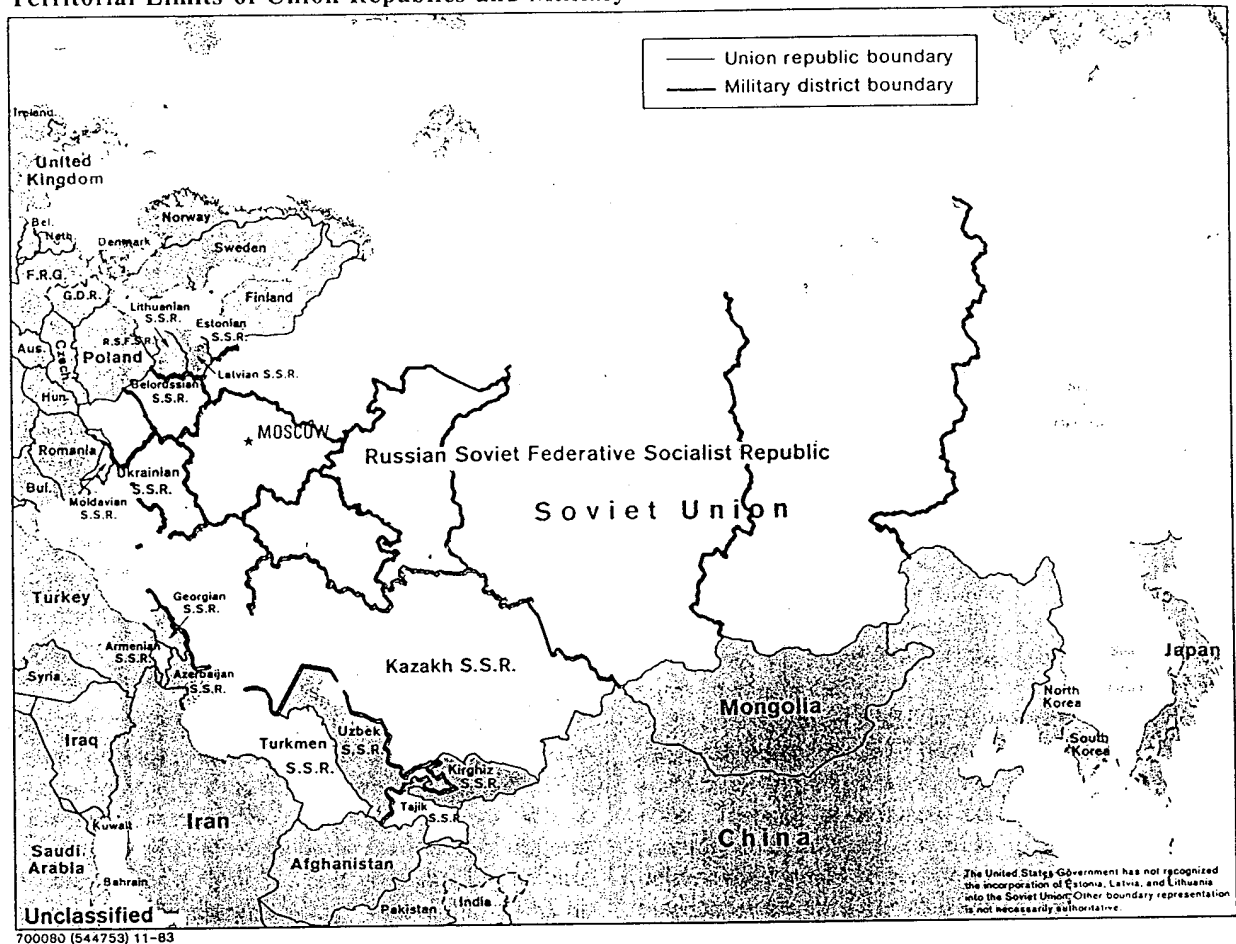 Territorial Limits of Union Republics and Military
Union republic boundary
Military district boundary
Ireland
United
Kingdom
Norway
Bel.
Neth.
Denmark
Sweden
F.R.G.
G.D.R.
Finland
Lithuanian
S.S.R.
Estonian
S.S.R.
R.S.F.S.R.
Aus.
Czech
Poland
Latvian S.S.R.
Belorussian
S.S.R.
Hun.
MOSCOW
Romania
Russian Soviet Federative Socialist Republic
Ukrainian
S.S.R.
Bul.
Moldavian
S.S.R.
Soviet Union
Turkey
Georgian
S.S.R.
Armenian
S.S.R.
Kazakh S.S.R.
Azerbaijan
S.S.R.
Syria
Japan
North
Korea
Mongolia
Iraq
Uzbek
S.S.R.
Turkmen
S.S.R.
South
Korea
Kirghiz
S.S.R.
Tajik
S.S.R.
Kuwait
Iran
China
Saudi
Arabia
Afghanistan
Bahrain
Pakistan
India
The United States Government has not recognized
the incorporation of Estonia, Latvia, and Lithuania
into the Soviet Union. Other boundary representation
is not necessarily authoritative.
Unclassified
700080 (544753) 11-83